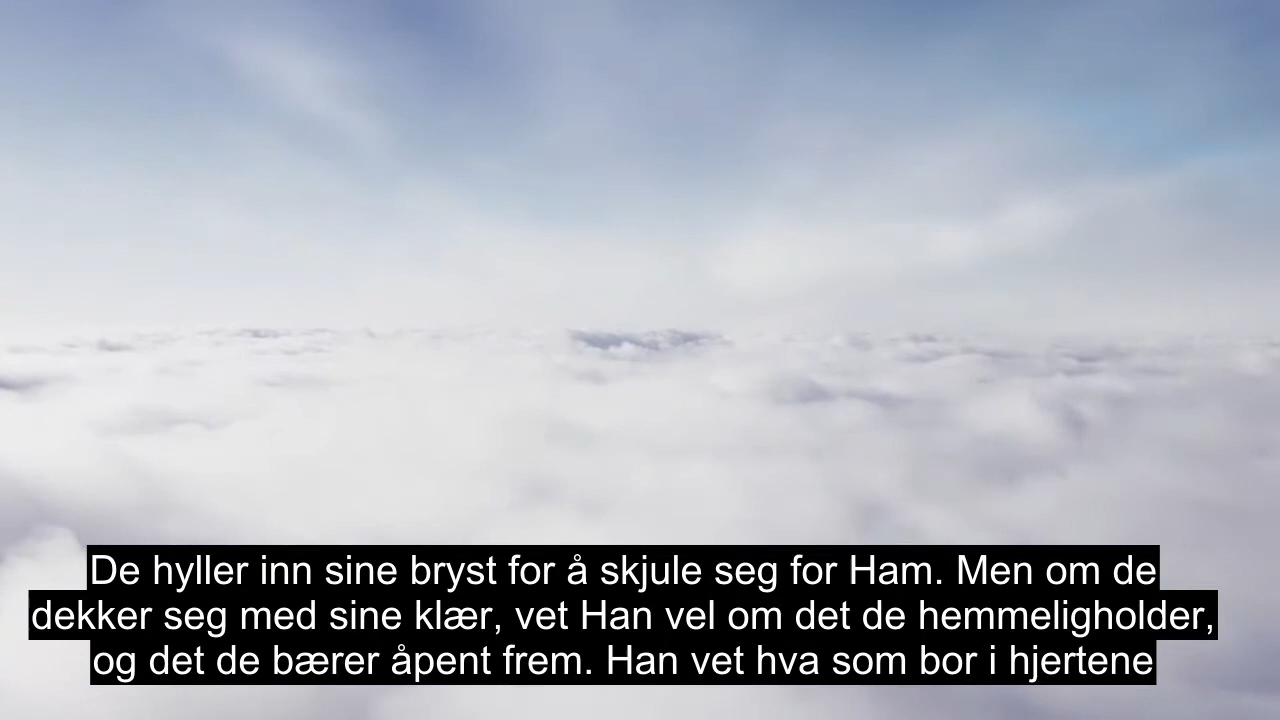 De hyller inn sine bryst for å skjule seg for Ham. Men om de
dekker seg med sine klær, vet Han vel om det de hemmeligholder,
og det de bærer åpent frem. Han vet hva som bor i hjertene